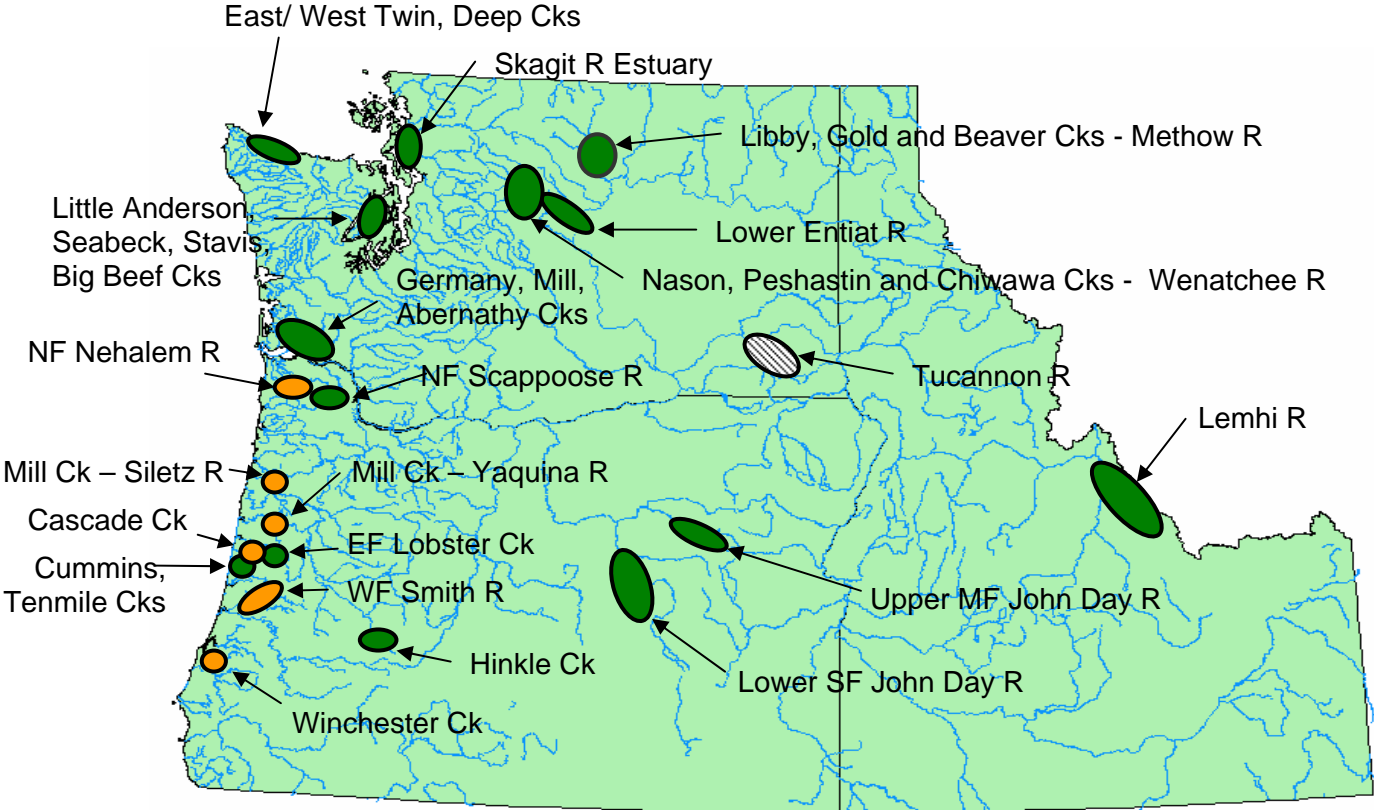 East/ West Twin, Deep Cks
Skagit R Estuary
Libby, Gold and Beaver Cks - Methow R
Little Anderson,
Seabeck, Stavis,
Big Beef Cks
Lower Entiat R
Germany, Mill,
Abernathy Cks
Nason, Peshastin and Chiwawa Cks - Wenatchee R
NF Nehalem R
NF Scappoose R
Tucannon R
Lemhi R
Mill Ck – Siletz R
Mill Ck – Yaquina R
Cascade Ck
EF Lobster Ck
Cummins,
Tenmile Cks
WF Smith R
Upper MF John Day R
Hinkle Ck
Lower SF John Day R
Winchester Ck